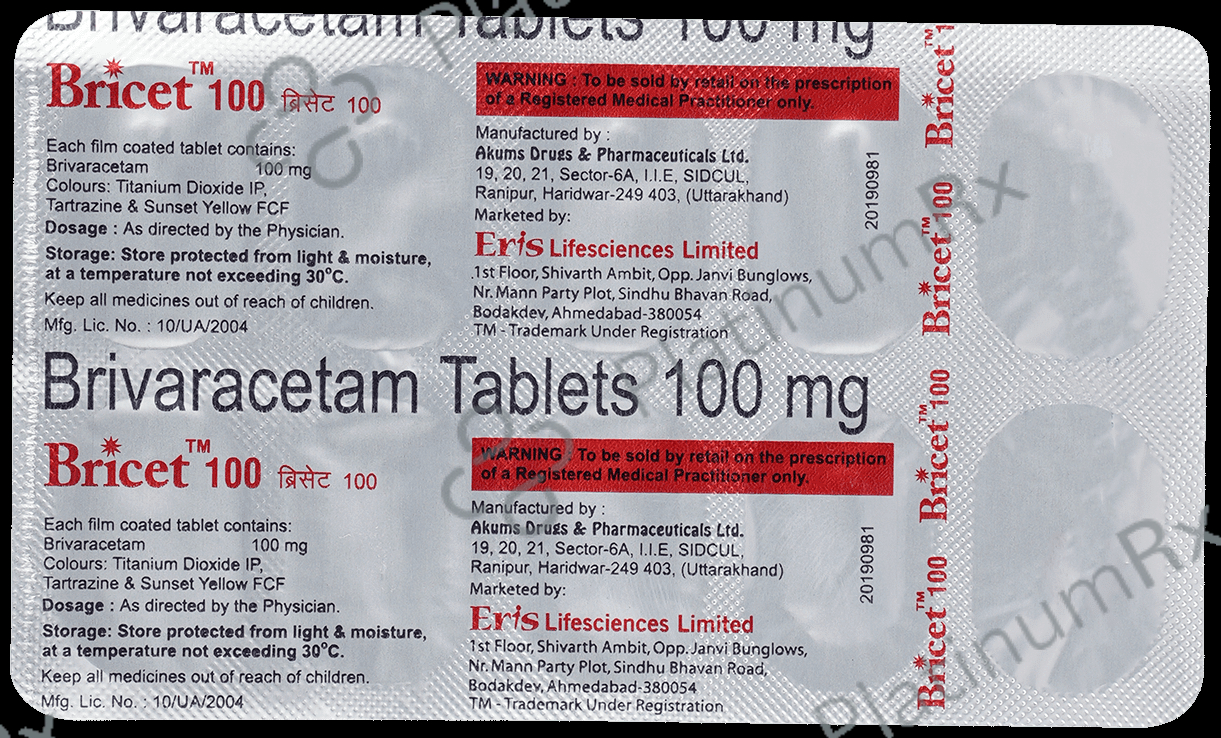 Brivaracetam Tablets 100 mg
Bricet™ 100 ब्रिसेट 100
Each film coated tablet contains:
Brivaracetam 100 mg
Colours: Titanium Dioxide IP,
Tartrazine & Sunset Yellow FCF
Dosage : As directed by the Physician.
Storage: Store protected from light & moisture,
at a temperature not exceeding 30°C.
Keep all medicines out of reach of children.
Mfg. Lic. No. : 10/UA/2004
WARNING : To be sold by retail on the prescription
of a Registered Medical Practitioner only.
Manufactured by :
Akums Drugs & Pharmaceuticals Ltd.
19, 20, 21, Sector-6A, I.I.E, SIDCUL,
Ranipur, Haridwar-249 403, (Uttarakhand)
Marketed by:
Eris Lifesciences Limited
1st Floor, Shivarth Ambit, Opp. Janvi Bunglows,
Nr. Mann Party Plot, Sindhu Bhavan Road,
Bodakdev, Ahmedabad-380054
TM - Trademark Under Registration
20190981
Brivaracetam Tablets 100 mg
Bricet™ 100 ब्रिसेट 100
Each film coated tablet contains:
Brivaracetam 100 mg
Colours: Titanium Dioxide IP,
Tartrazine & Sunset Yellow FCF
Dosage : As directed by the Physician.
Storage: Store protected from light & moisture,
at a temperature not exceeding 30°C.
Keep all medicines out of reach of children.
Mfg. Lic. No. : 10/UA/2004
WARNING : To be sold by retail on the prescription
of a Registered Medical Practitioner only.
Manufactured by :
Akums Drugs & Pharmaceuticals Ltd.
19, 20, 21, Sector-6A, I.I.E, SIDCUL,
Ranipur, Haridwar-249 403, (Uttarakhand)
Marketed by:
Eris Lifesciences Limited
1st Floor, Shivarth Ambit, Opp. Janvi Bunglows,
Nr. Mann Party Plot, Sindhu Bhavan Road,
Bodakdev, Ahmedabad-380054
TM - Trademark Under Registration
20190981
Bricet™ 1
Bricet™ 100
Bricet™ 100
Bricet™ 100
PlatinumRx
PlatinumRx